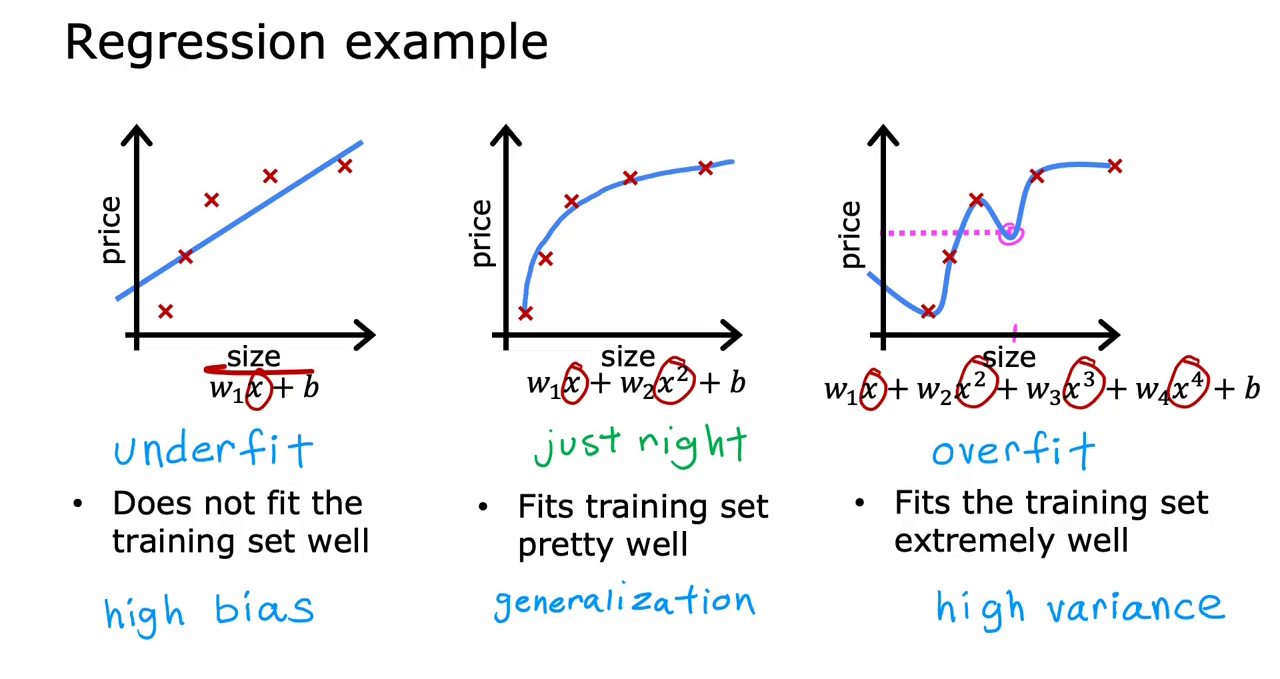 Regression example
price
size
w₁x + b
underfit
• Does not fit the
training set well
high bias
price
size
w₁x + w₂x² + b
just right
• Fits training set
pretty well
generalization
price
size
w₁x + w₂x² + w₃x³ + w₄x⁴ + b
overfit
• Fits the training set
extremely well
high variance